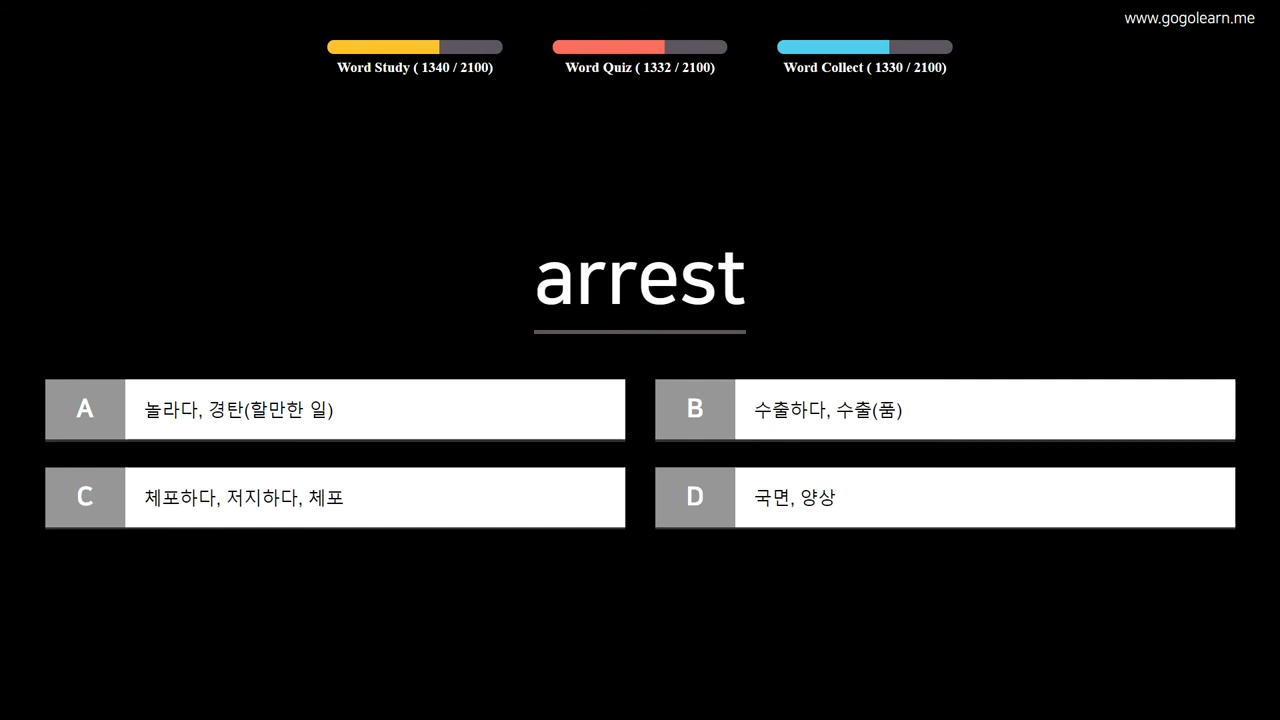 www.gogolearn.me
Word Study ( 1340 / 2100)
Word Quiz ( 1332 / 2100)
Word Collect ( 1330 / 2100)
arrest
A 놀라다, 경탄(할만한 일)
B 수출하다, 수출(품)
C 체포하다, 저지하다, 체포
D 국면, 양상